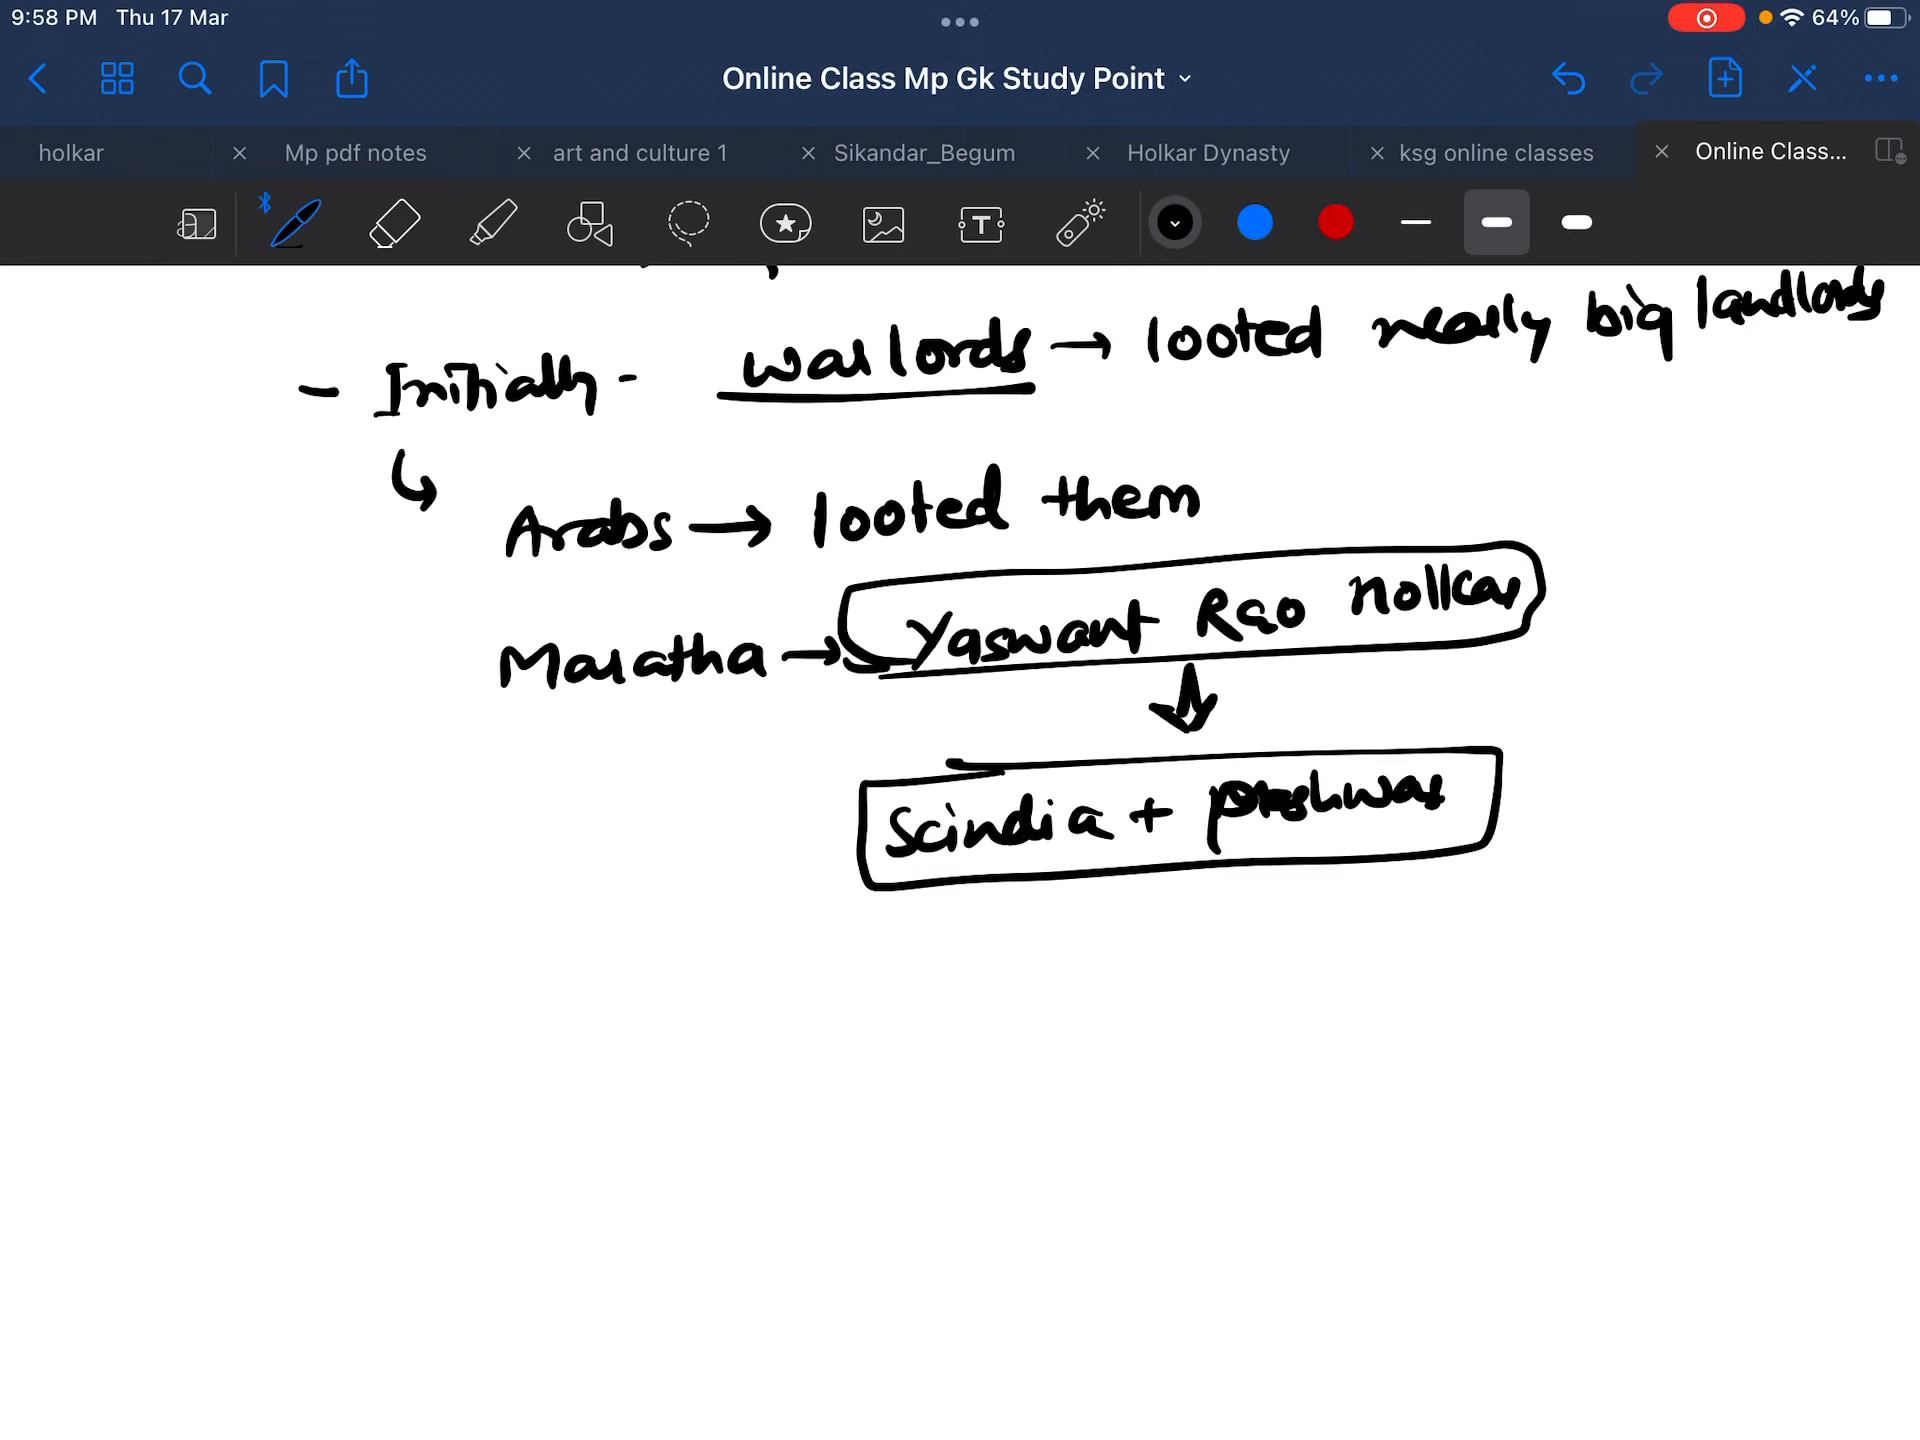 9:58 PM Thu 17 Mar 64%
Online Class Mp Gk Study Point
holkar Mp pdf notes art and culture 1 Sikandar_Begum Holkar Dynasty ksg online classes Online Class...
T
- Initially - warlords → looted nearly big landlords
Arabs → looted them
Maratha → Yaswant Rao Holkar
Scindia + peshwas